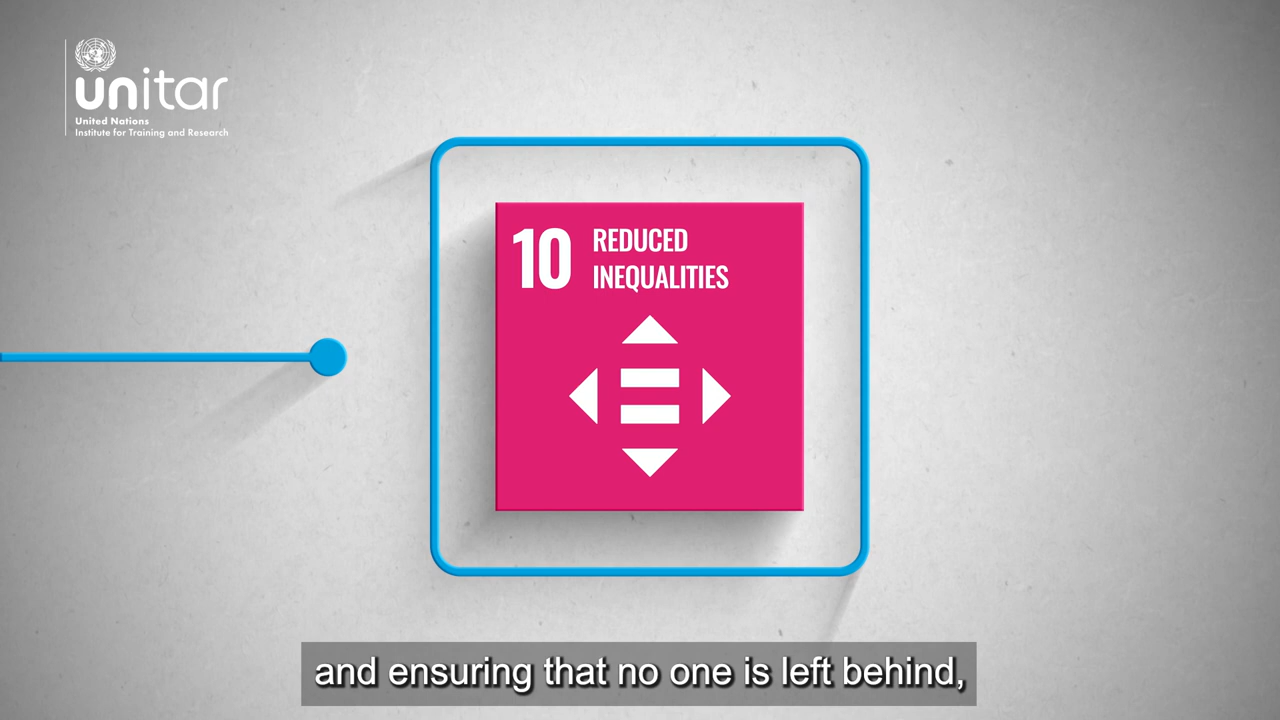 unitar
United Nations
Institute for Training and Research
10 REDUCED
INEQUALITIES
and ensuring that no one is left behind,